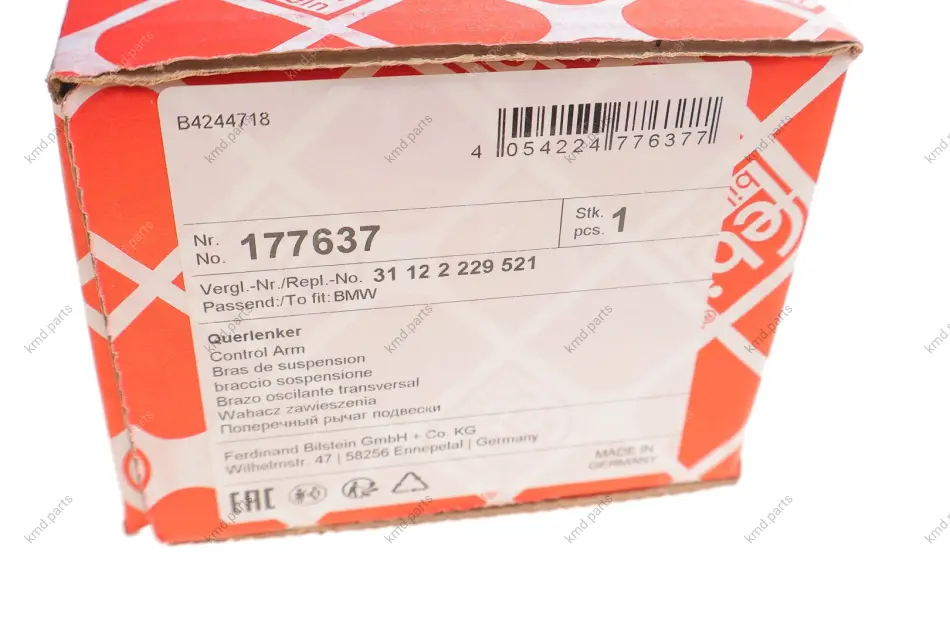 B4244718
4 054224 776377
Nr.
No. 177637
Stk.
pcs. 1
Vergl.-Nr./Repl.-No. 31 12 2 229 521
Passend:/To fit: BMW
Querlenker
Control Arm
Bras de suspension
braccio sospensione
Brazo oscilante transversal
Wahacz zawieszenia
Поперечный рычаг подвески
Ferdinand Bilstein GmbH + Co. KG
Wilhelmstr. 47 | 58256 Ennepetal | Germany
MADE IN
GERMANY
EAC
febi
bil
kmd.parts